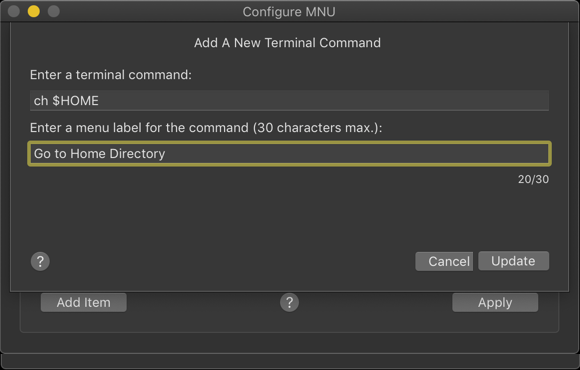 Configure MNU
Add A New Terminal Command
Enter a terminal command:
ch $HOME
Enter a menu label for the command (30 characters max.):
Go to Home Directory
20/30
?
Cancel
Update
Add Item
?
Apply